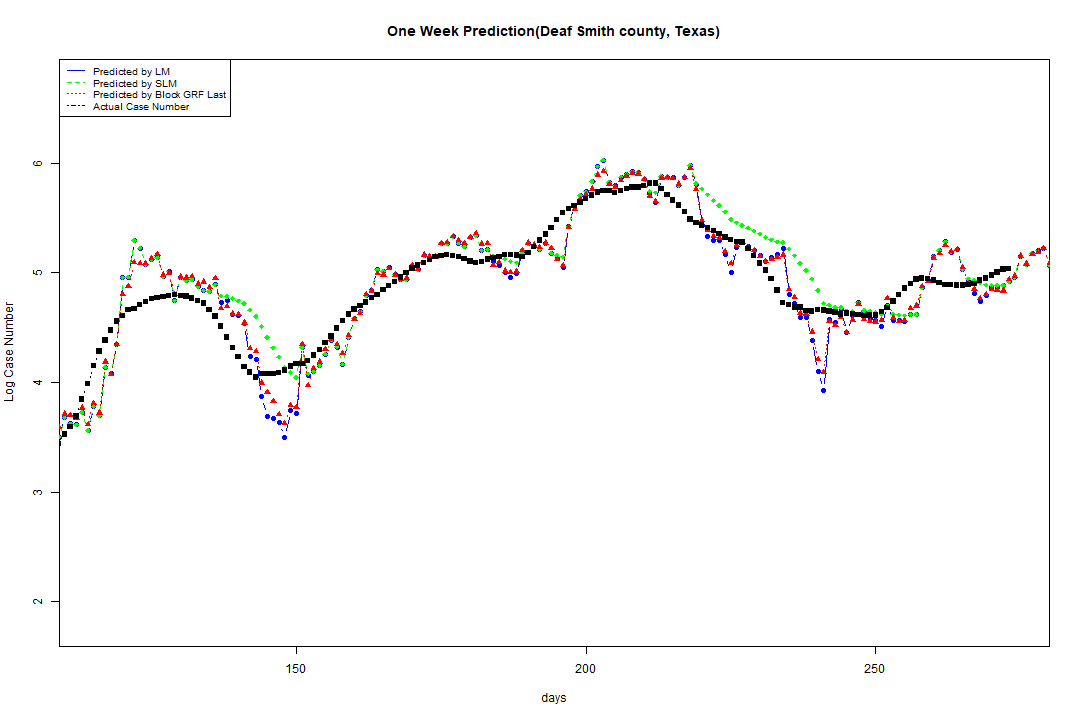 One Week Prediction(Deaf Smith county, Texas)
Predicted by LM
Predicted by SLM
Predicted by Block GRF Last
Actual Case Number
6
5
4
3
2
Log Case Number
150
200
250
days